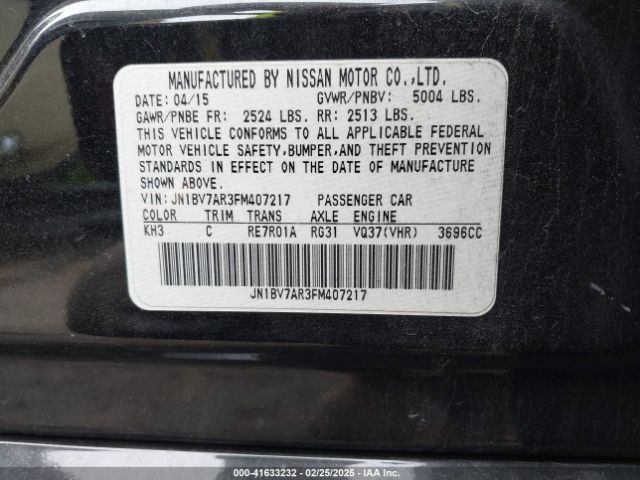 MANUFACTURED BY NISSAN MOTOR CO.,LTD.
DATE: 04/15 GVWR/PNBV: 5004 LBS.
GAWR/PNBE FR: 2524 LBS. RR: 2513 LBS.
THIS VEHICLE CONFORMS TO ALL APPLICABLE FEDERAL
MOTOR VEHICLE SAFETY,BUMPER,AND THEFT PREVENTION
STANDARDS IN EFFECT ON THE DATE OF MANUFACTURE
SHOWN ABOVE.
VIN: JN1BV7AR3FM407217 PASSENGER CAR
COLOR TRIM TRANS AXLE ENGINE
KH3 C RE7R01A RG31 VQ37(VHR) 3696CC
JN1BV7AR3FM407217
000-41633232 - 02/25/2025 - IAA Inc.